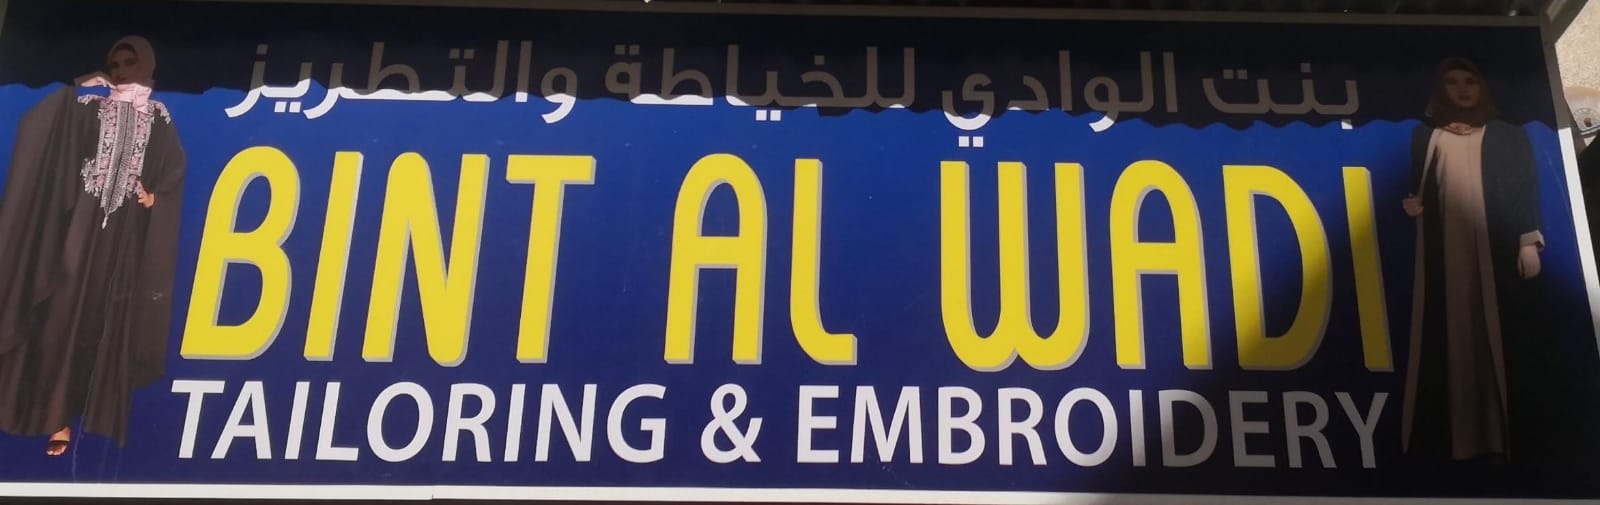 بنت الوادي للخياطة والتطريز
BINT AL WADI
TAILORING & EMBROIDERY